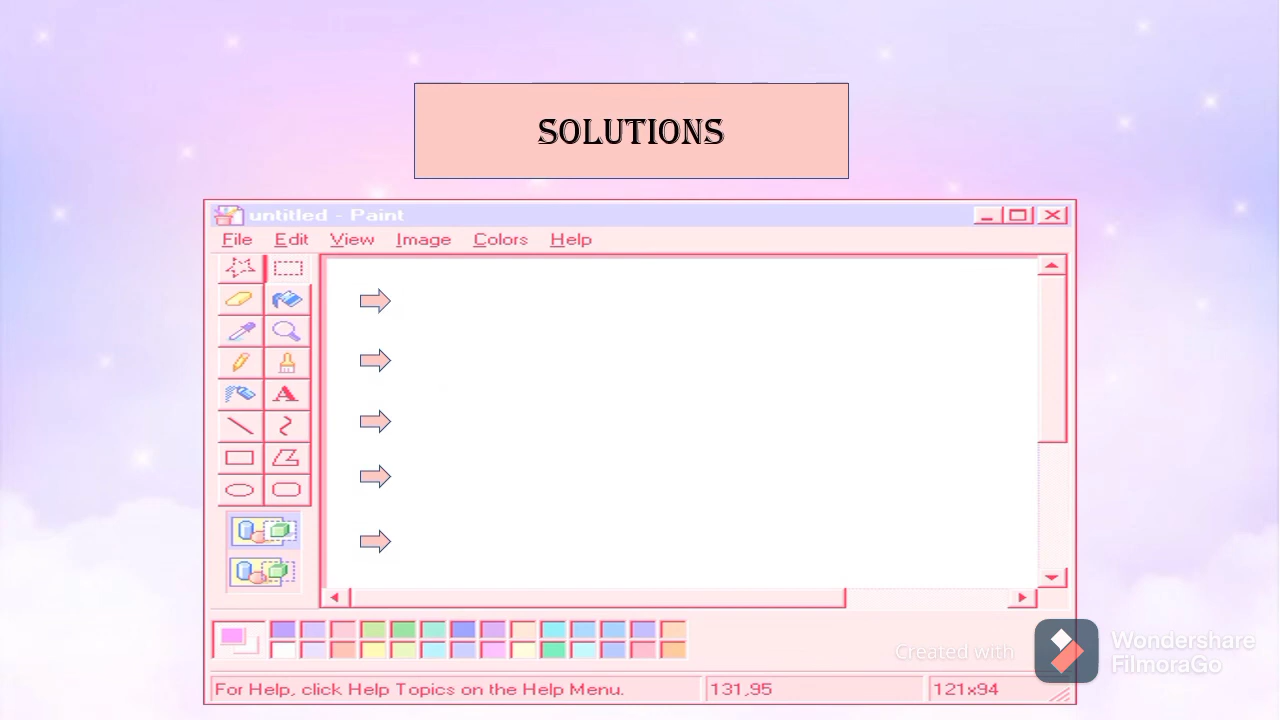 SOLUTIONS
untitled - Paint
File Edit View Image Colors Help
A
Created with
Wondershare
FilmoraGo
For Help, click Help Topics on the Help Menu. 131,95 121x94